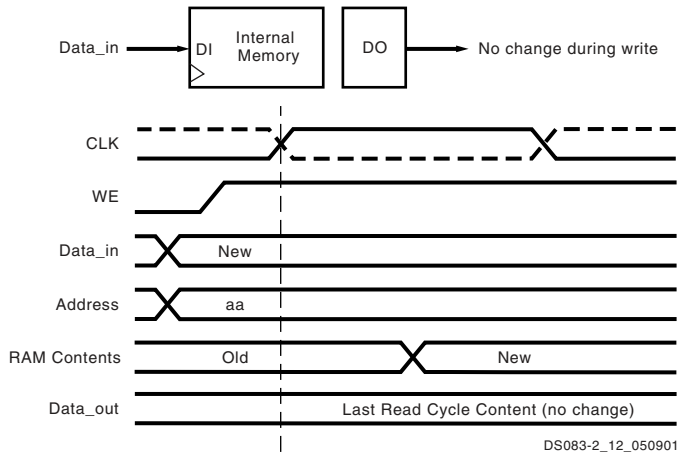 Data_in
DI
Internal
Memory
DO
No change during write
CLK
WE
Data_in
New
Address
aa
RAM Contents
Old
New
Data_out
Last Read Cycle Content (no change)
DS083-2_12_050901